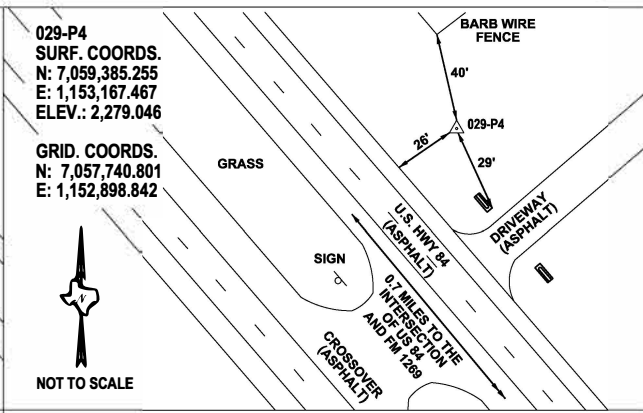 029-P4
SURF. COORDS.
N: 7,059,385.255
E: 1,153,167.467
ELEV.: 2,279.046
GRID. COORDS.
N: 7,057,740.801
E: 1,152,898.842
N
NOT TO SCALE
BARB WIRE
FENCE
40'
029-P4
26'
29'
GRASS
U.S. HWY 84
(ASPHALT)
DRIVEWAY
(ASPHALT)
SIGN
0.7 MILES TO THE
INTERSECTION
OF US 84
AND FM 1269
CROSSOVER
(ASPHALT)